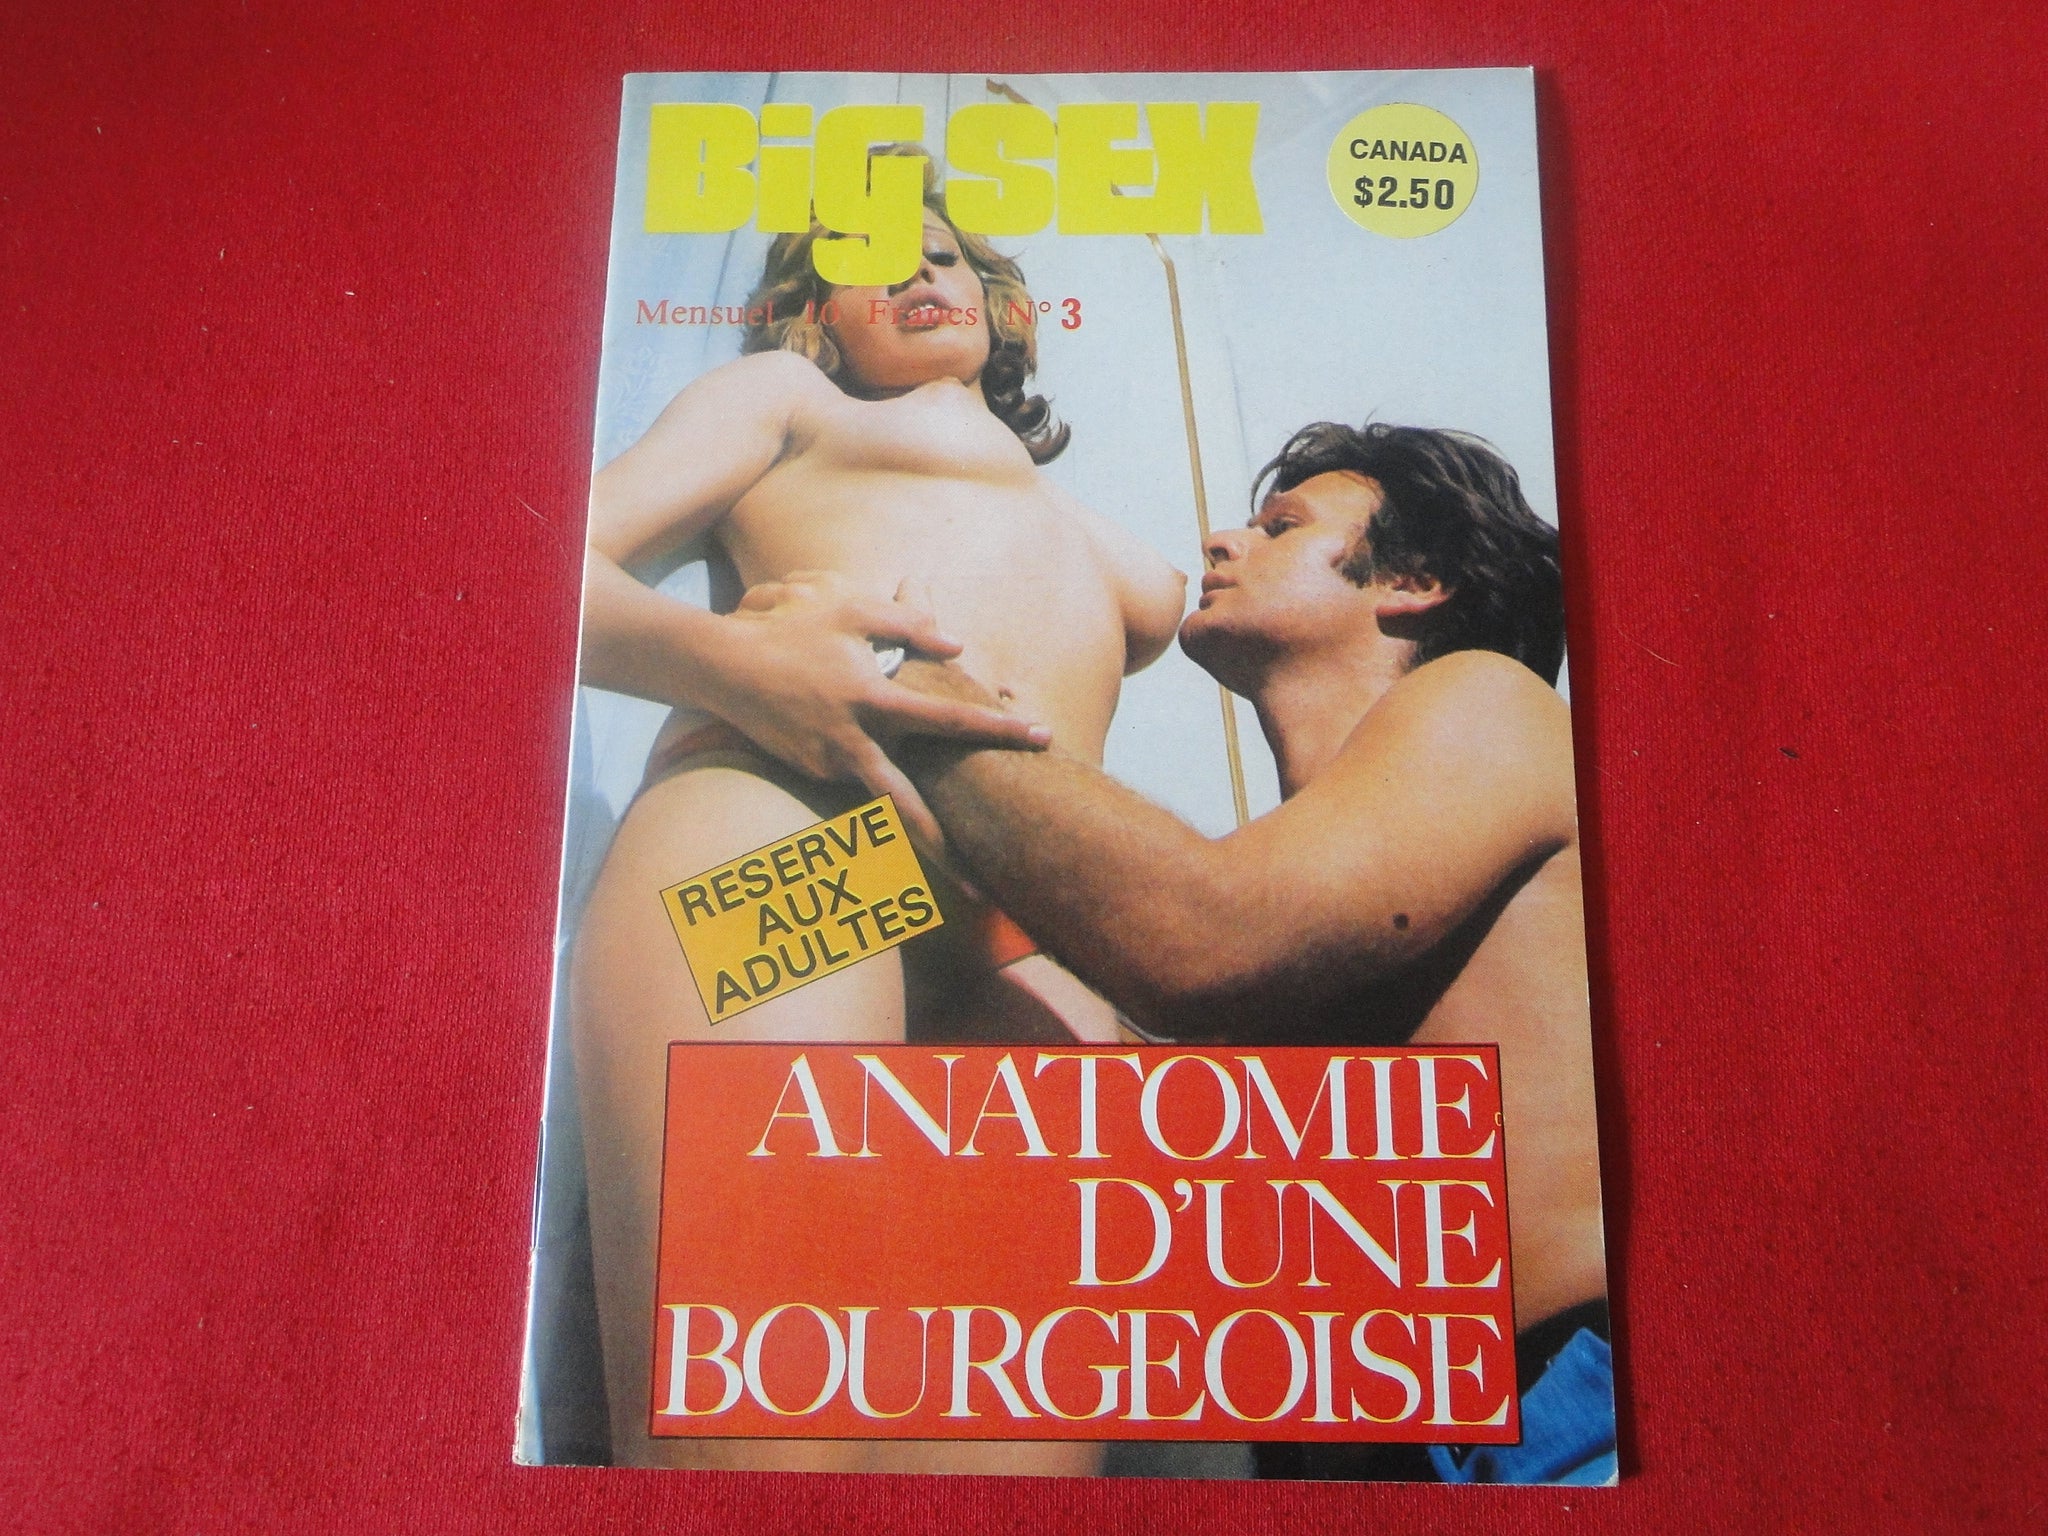 BiG SEX
CANADA
$2.50
Mensuel 10 Francs N° 3
RESERVE
AUX
ADULTES
ANATOMIE
D'UNE
BOURGEOISE